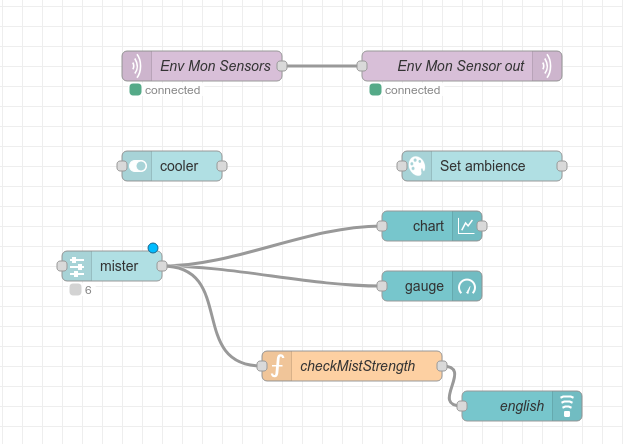 Env Mon Sensors
Env Mon Sensor out
connected
connected
cooler
Set ambience
chart
mister
gauge
6
checkMistStrength
english